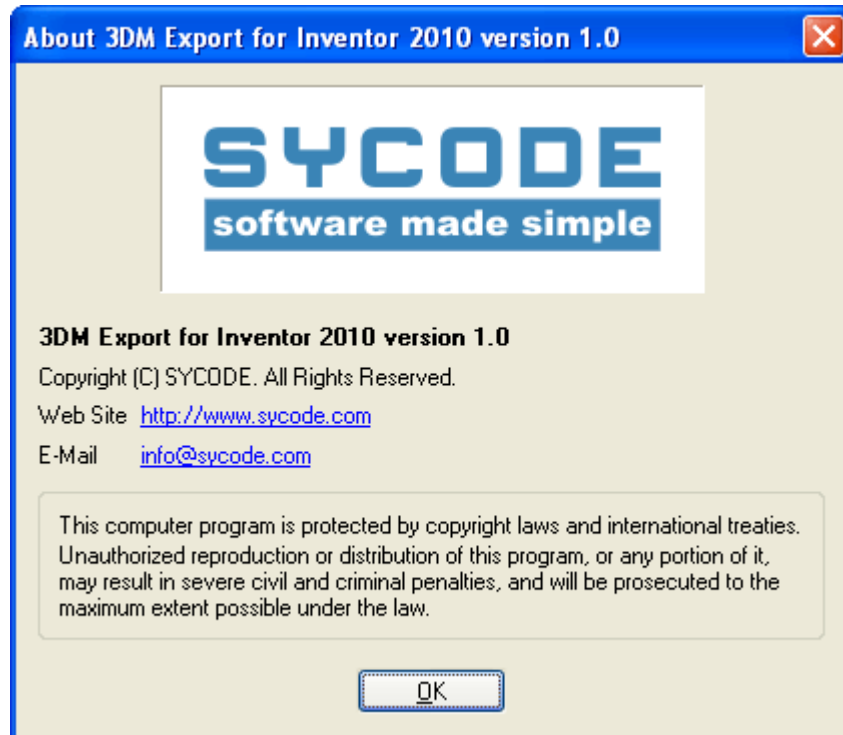 About 3DM Export for Inventor 2010 version 1.0
SYCODE
software made simple
3DM Export for Inventor 2010 version 1.0
Copyright (C) SYCODE. All Rights Reserved.
Web Site http://www.sycode.com
E-Mail info@sycode.com
This computer program is protected by copyright laws and international treaties.
Unauthorized reproduction or distribution of this program, or any portion of it,
may result in severe civil and criminal penalties, and will be prosecuted to the
maximum extent possible under the law.
OK